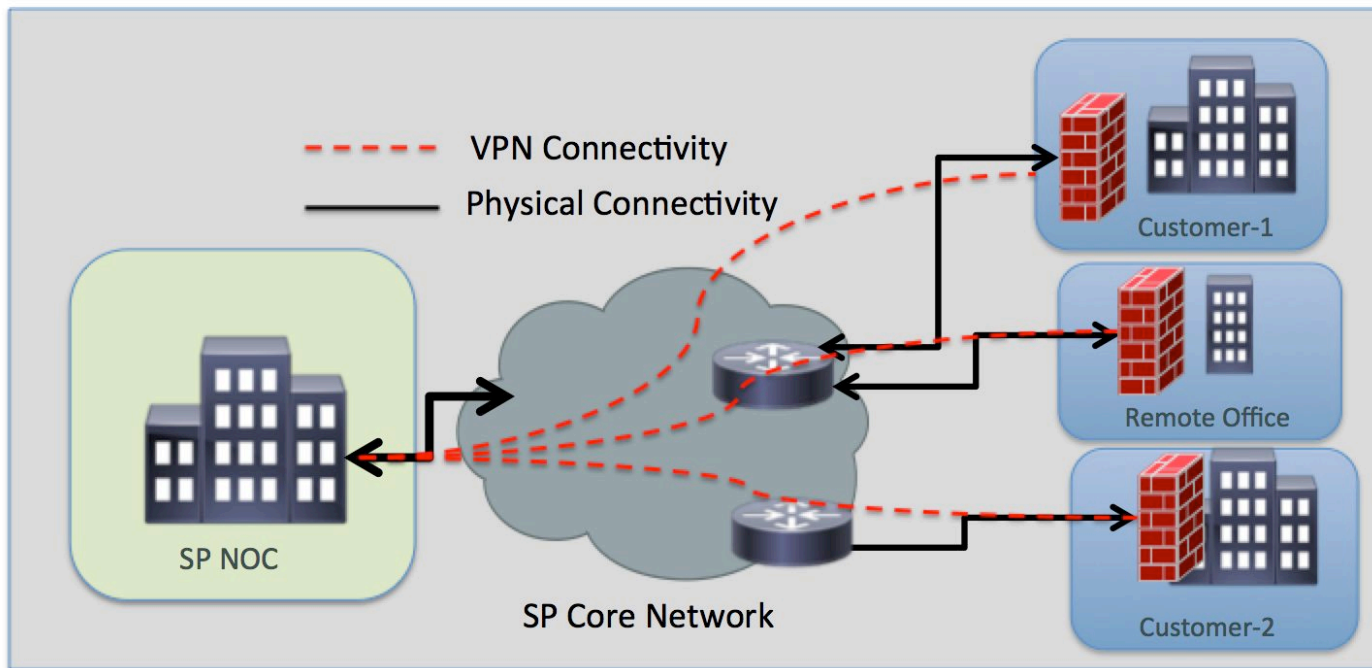 VPN Connectivity
Physical Connectivity
Customer-1
Remote Office
SP NOC
SP Core Network
Customer-2